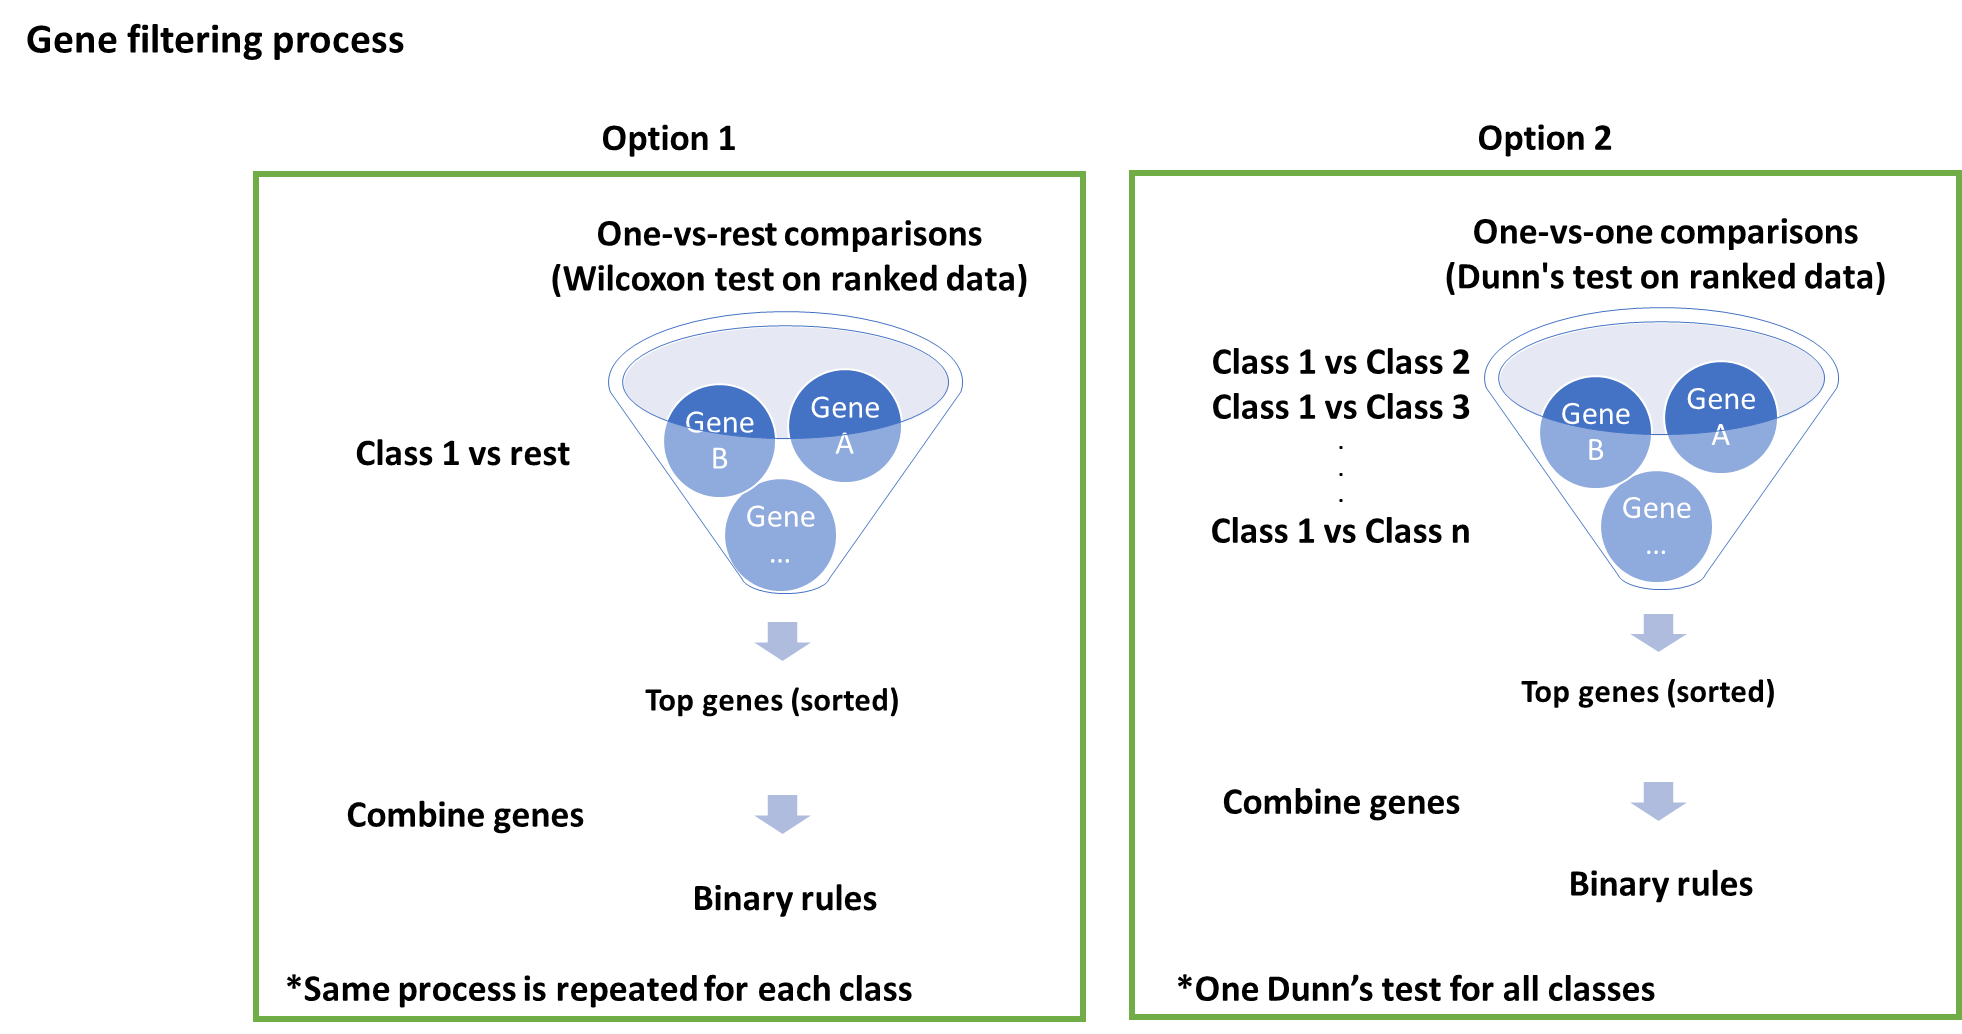 Gene filtering process
Option 1
One-vs-rest comparisons
(Wilcoxon test on ranked data)
Class 1 vs rest
Gene
B
Gene
A
Gene
...
Top genes (sorted)
Combine genes
Binary rules
*Same process is repeated for each class
Option 2
One-vs-one comparisons
(Dunn's test on ranked data)
Class 1 vs Class 2
Class 1 vs Class 3
.
.
.
Class 1 vs Class n
Gene
B
Gene
A
Gene
...
Top genes (sorted)
Combine genes
Binary rules
*One Dunn’s test for all classes